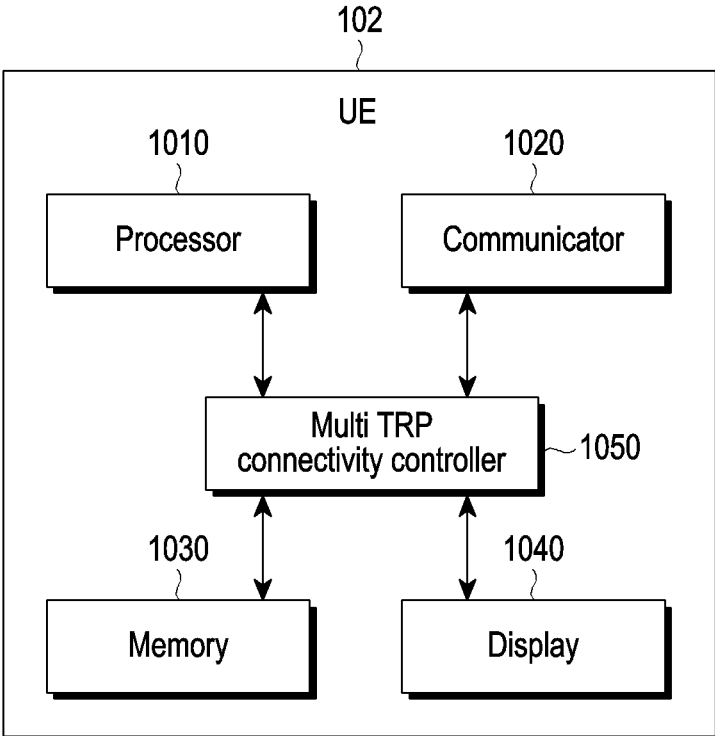 102
UE
1010
1020
Processor
Communicator
Multi TRP
connectivity controller
1050
1030
1040
Memory
Display